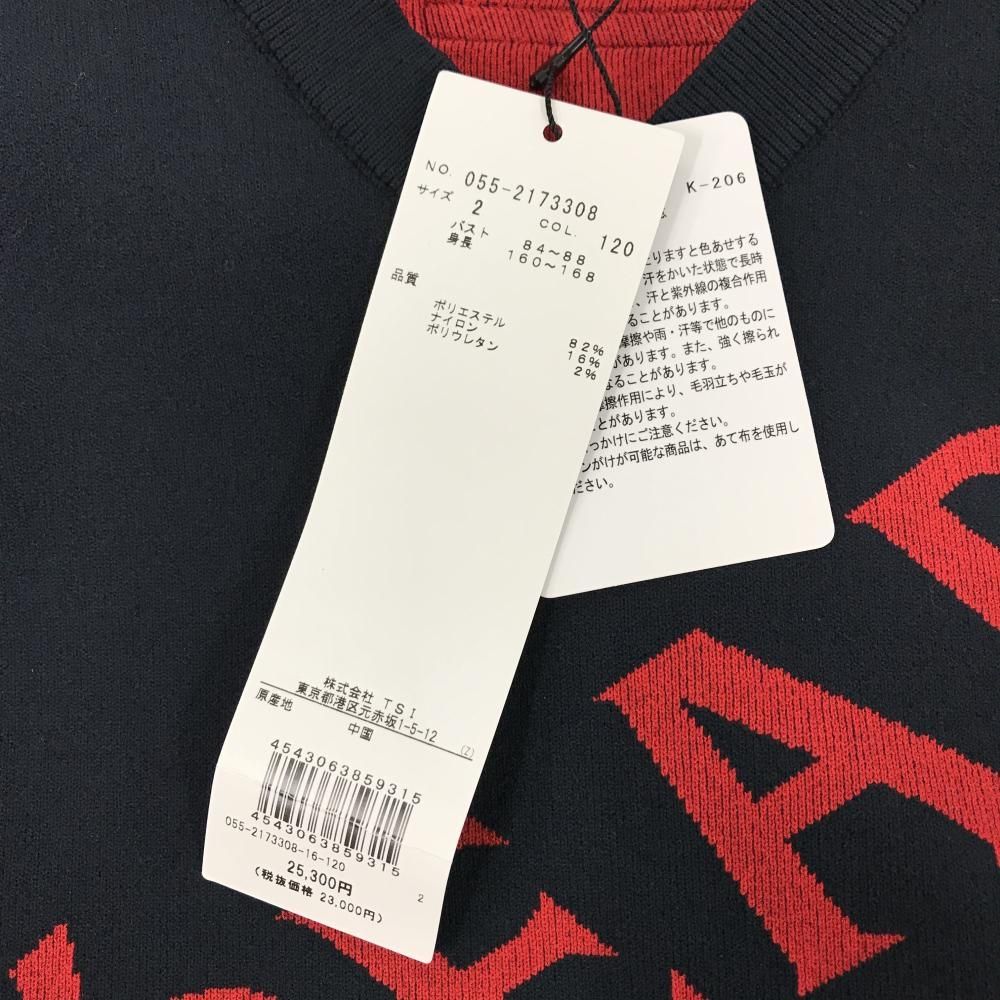 NO. 055-2173308
サイズ 2 COL. 120
バスト 84～88
身長 160～168
品質
ポリエステル 82%
ナイロン 16%
ポリウレタン 2%
株式会社 TSI
東京都港区元赤坂1-5-12
原産地 中国 (Z)
4543063859315
4543063859315
055-2173308-16-120
25,300円
(税抜価格 23,000円)
2
K-206
りますと色あせする
汗をかいた状態で長時
、汗と紫外線の複合作用
ことがあります。
摩擦や雨・汗等で他のものに
があります。また、強く擦られ
なることがあります。
擦作用により、毛羽立ちや毛玉が
とがあります。
っかけにご注意ください。
がけが可能な商品は、あて布を使用し
ださい。
A